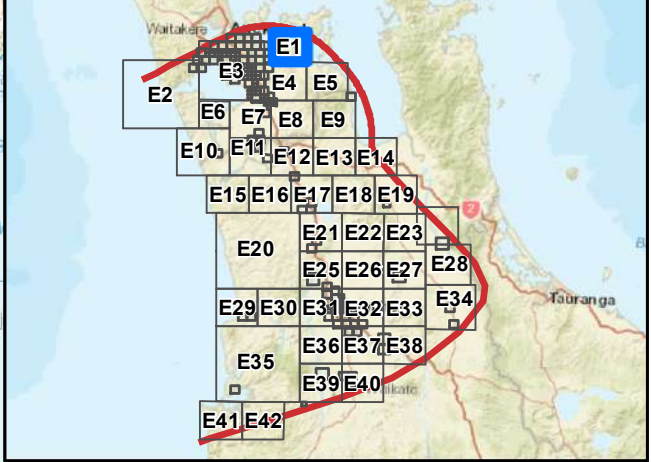 Waitakere
E1
E3
E4 E5
E2
E6 E7 E8 E9
E10 E11 E12 E13 E14
E15 E16 E17 E18 E19
2
E21 E22 E23
E20
E28
E25 E26 E27
E29 E30 E31 E32 E33 E34
Tauranga
E36 E37 E38
E35
E39 E40
Waikato
E41 E42